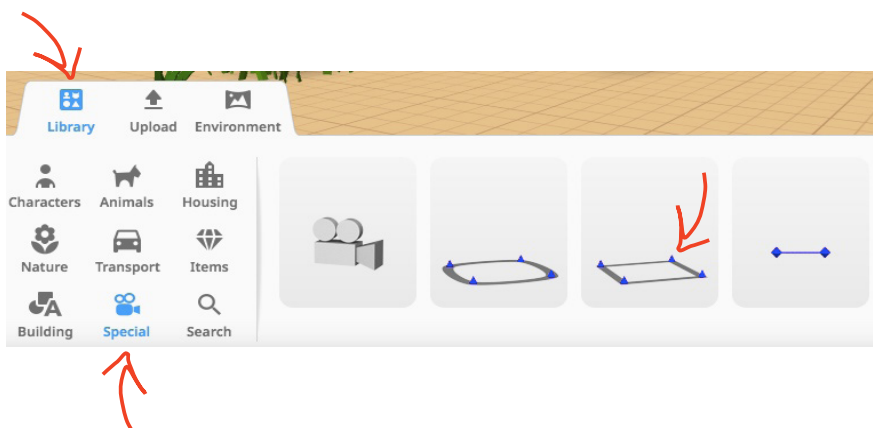 Library Upload Environment
Characters Animals Housing
Nature Transport Items
Building Special Search